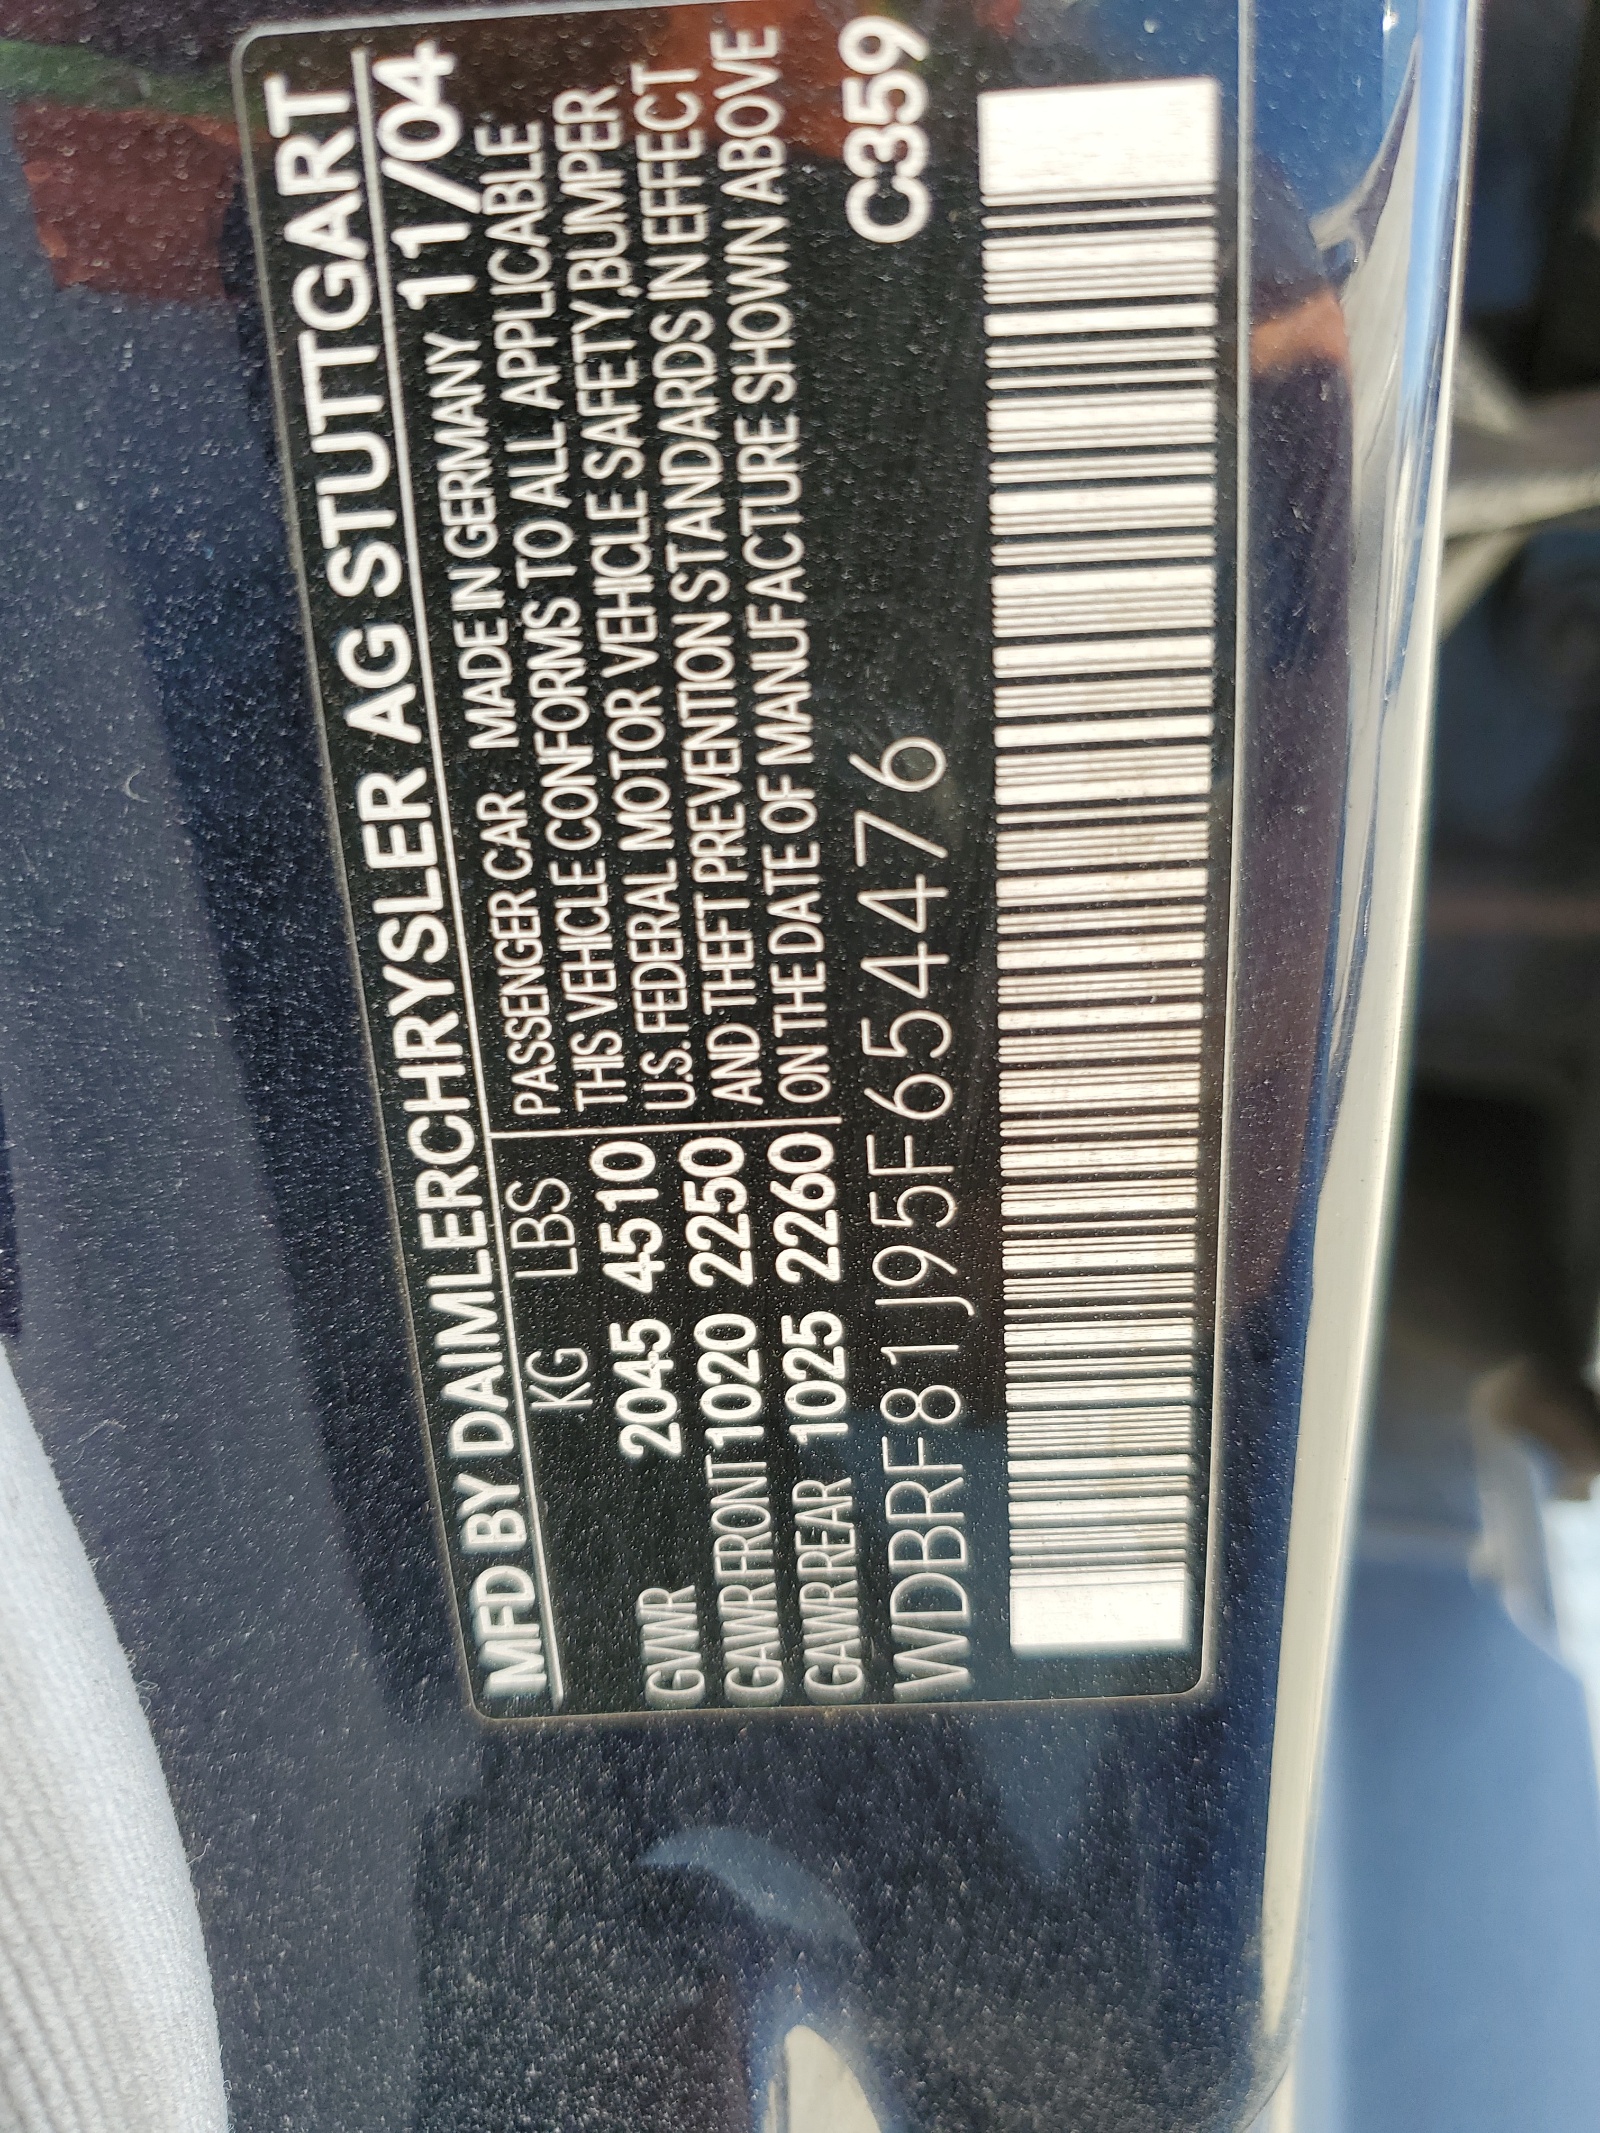 MFD BY DAIMLERCHRYSLER AG STUTTGART
KG LBS PASSENGER CAR MADE IN GERMANY 11/04
THIS VEHICLE CONFORMS TO ALL APPLICABLE
GVWR 2045 4510 U.S. FEDERAL MOTOR VEHICLE SAFETY,BUMPER
GAWR FRONT 1020 2250 AND THEFT PREVENTION STANDARDS IN EFFECT
GAWR REAR 1025 2260 ON THE DATE OF MANUFACTURE SHOWN ABOVE
WDBRF81J95F654476 C359